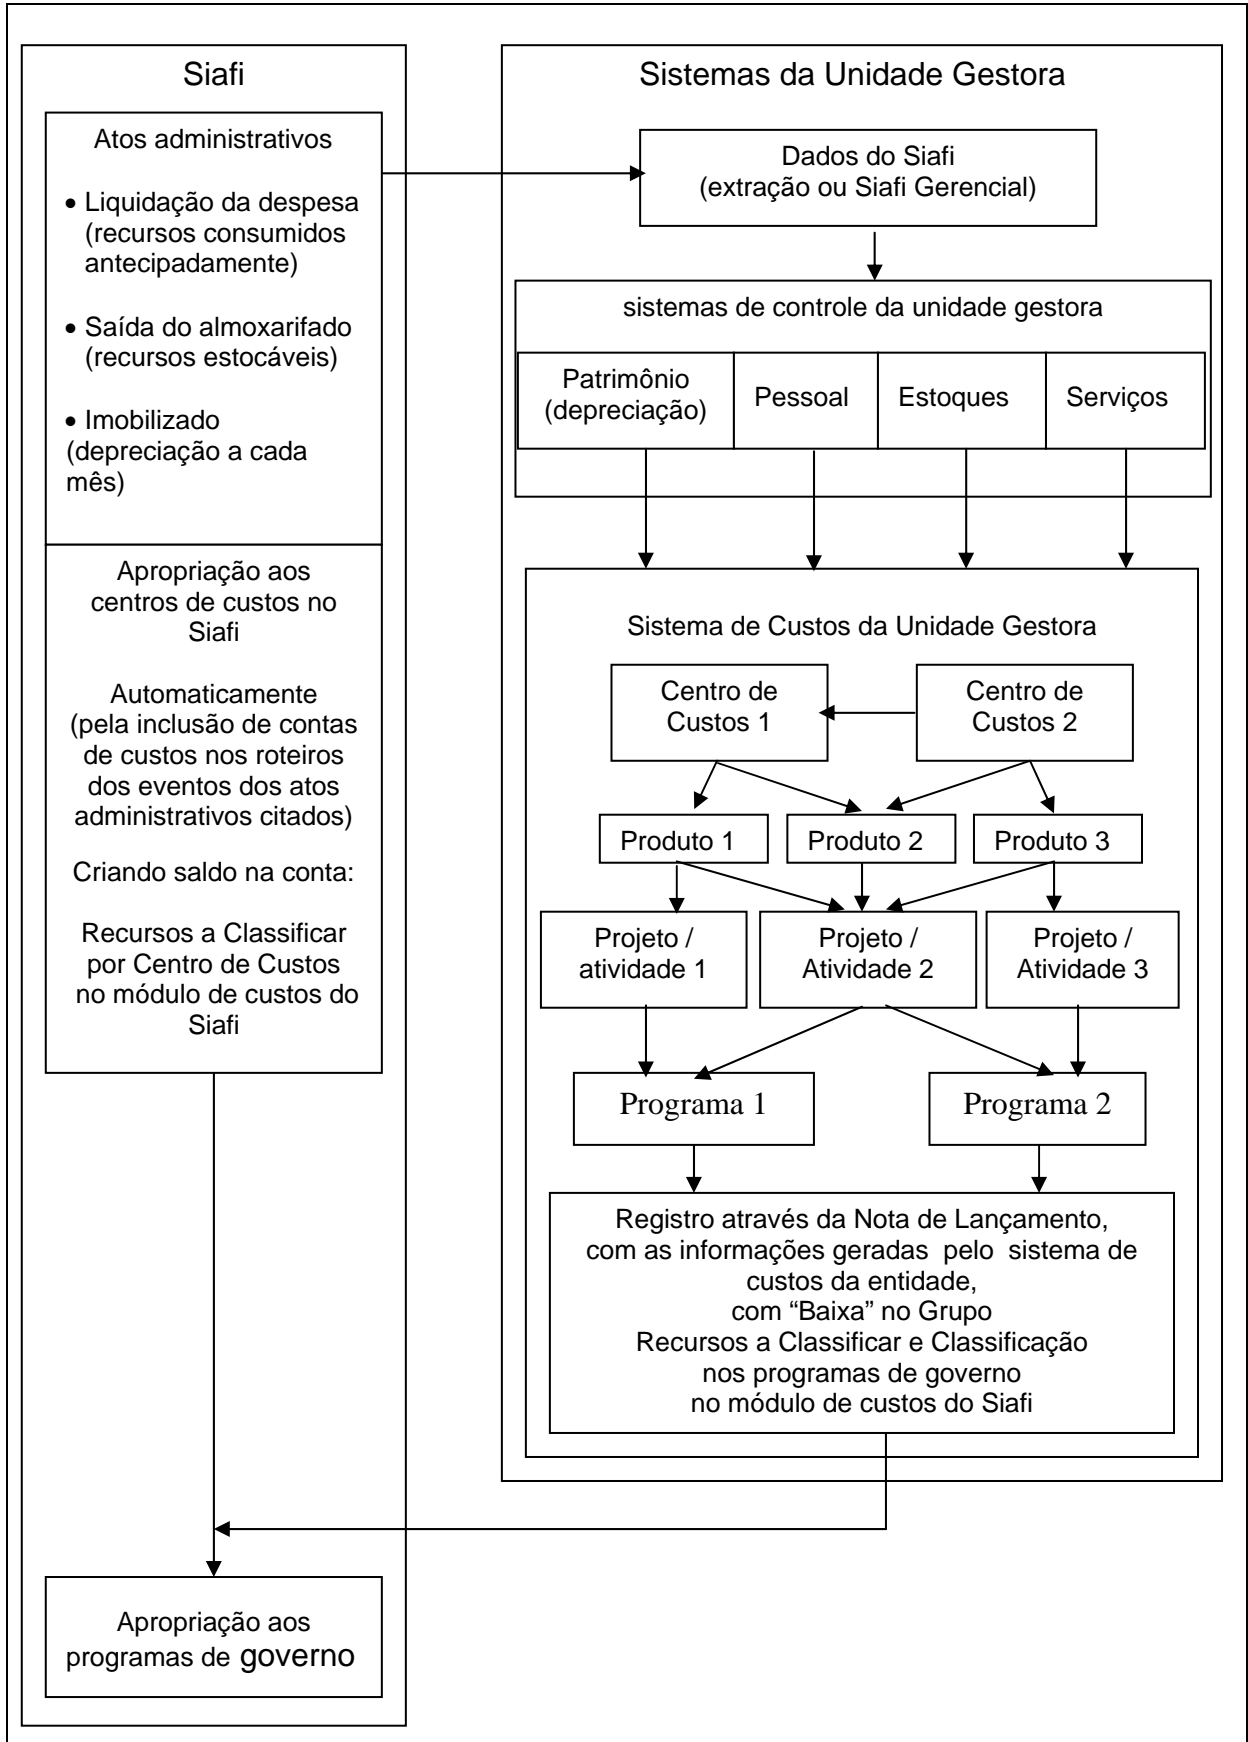 Siafi
Atos administrativos
• Liquidação da despesa
(recursos consumidos
antecipadamente)
• Saída do almoxarifado
(recursos estocáveis)
• Imobilizado
(depreciação a cada
mês)
Apropriação aos
centros de custos no
Siafi
Automaticamente
(pela inclusão de contas
de custos nos roteiros
dos eventos dos atos
administrativos citados)
Criando saldo na conta:
Recursos a Classificar
por Centro de Custos
no módulo de custos do
Siafi
Apropriação aos
programas de governo
Sistemas da Unidade Gestora
Dados do Siafi
(extração ou Siafi Gerencial)
sistemas de controle da unidade gestora
Patrimônio
(depreciação)
Pessoal
Estoques
Serviços
Sistema de Custos da Unidade Gestora
Centro de
Custos 1
Centro de
Custos 2
Produto 1
Produto 2
Produto 3
Projeto /
atividade 1
Projeto /
Atividade 2
Projeto /
Atividade 3
Programa 1
Programa 2
Registro através da Nota de Lançamento,
com as informações geradas pelo sistema de
custos da entidade,
com “Baixa” no Grupo
Recursos a Classificar e Classificação
nos programas de governo
no módulo de custos do Siafi